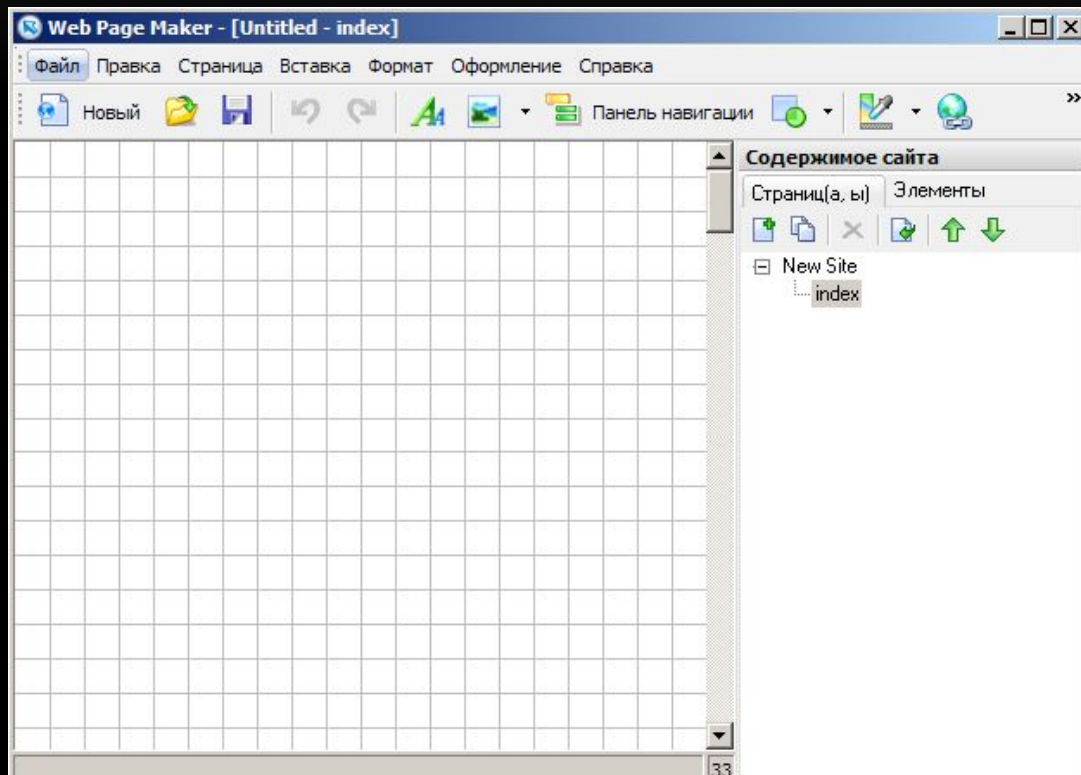 Web Page Maker - [Untitled - index]
Файл Правка Страница Вставка Формат Оформление Справка
Новый Панель навигации
Содержимое сайта
Страниц(а, ы) Элементы
New Site
index
33